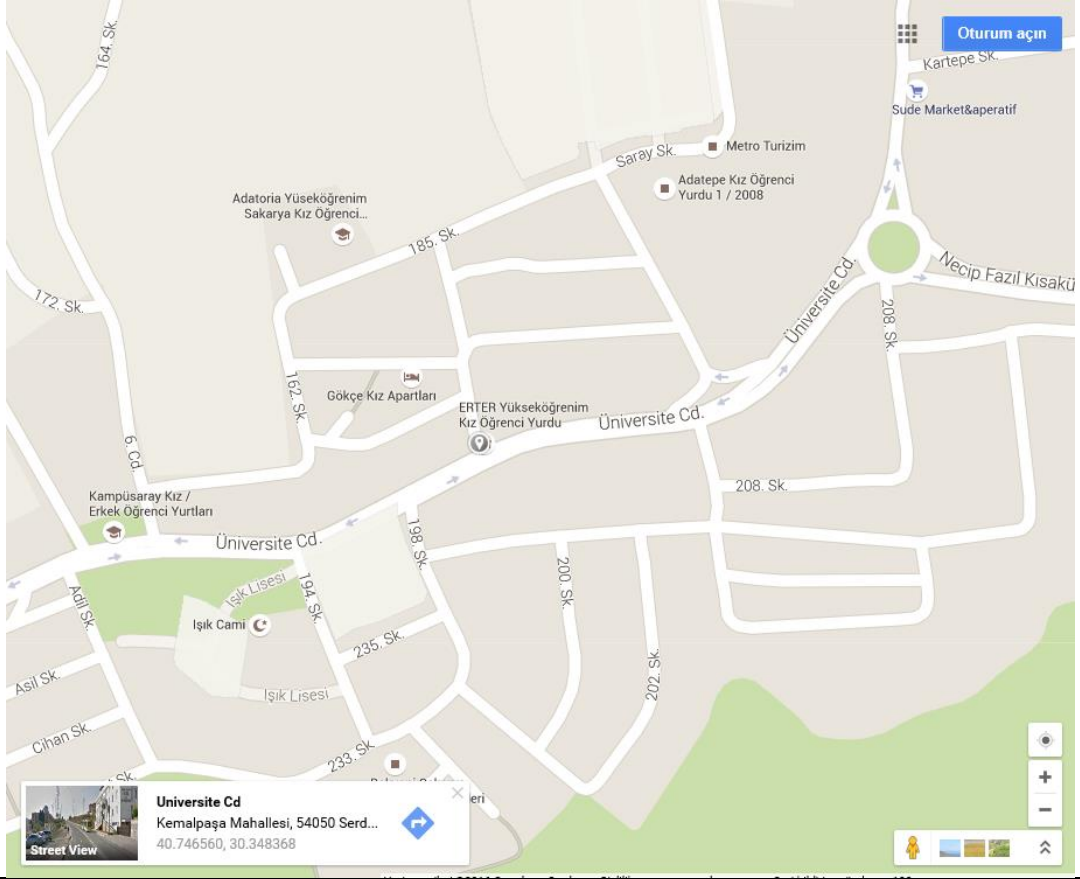 164. Sk.
Oturum açın
Kartepe Sk.
Sude Market&aperatif
Saray Sk.
Metro Turizim
Adatepe Kız Öğrenci
Yurdu 1 / 2008
Adatoria Yüseköğrenim
Sakarya Kız Öğrenci...
185. Sk.
Necip Fazıl Kısakü
172. Sk.
Üniversite Cd.
208. Sk.
162. Sk.
Gökçe Kız Apartları
ERTER Yükseköğrenim
Kız Öğrenci Yurdu
Üniversite Cd.
6. Cd.
208. Sk.
Kampüsaray Kız /
Erkek Öğrenci Yurtları
Üniversite Cd.
198. Sk.
Adil Sk.
Işık Lisesi
194. Sk.
200. Sk.
Işık Cami
235. Sk.
202. Sk.
Asil Sk.
Işık Lisesi
Cihan Sk.
233. Sk.
Sk.
eri
Universite Cd
Kemalpaşa Mahallesi, 54050 Serd...
40.746560, 30.348368
Street View